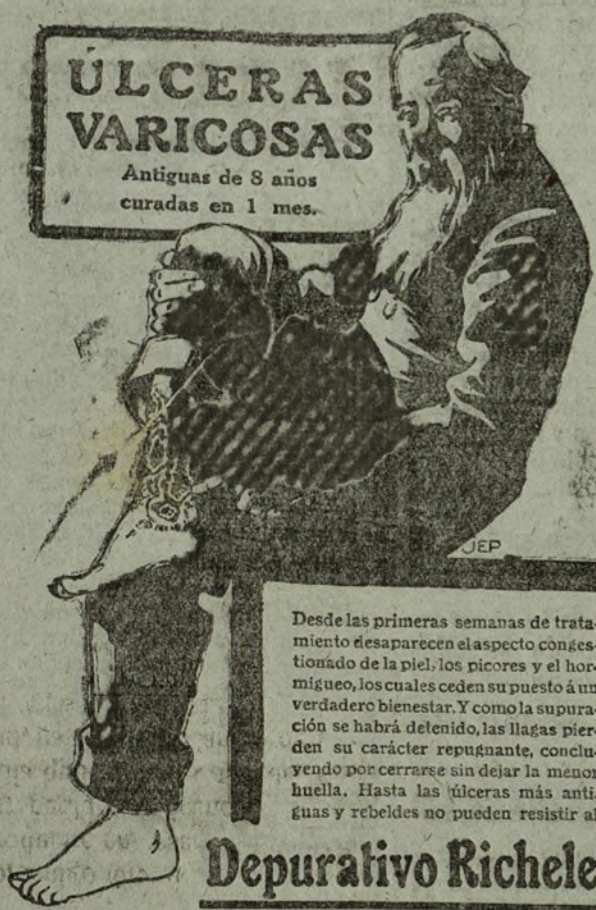 ÚLCERAS
VARICOSAS
Antiguas de 8 años
curadas en 1 mes.
JEP
Desde las primeras semanas de trata-
miento desaparecen el aspecto conges-
tionado de la piel, los picores y el hor-
migueo, los cuales ceden su puesto á un
verdadero bienestar. Y como la supura-
ción se habrá detenido, las llagas pier-
den su carácter repugnante, conclu-
yendo por cerrarse sin dejar la menor
huella. Hasta las úlceras más anti-
guas y rebeldes no pueden resistir al
Depurativo Richele